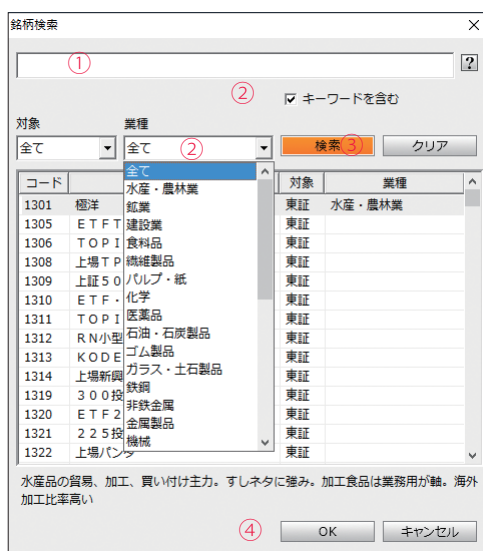 銘柄検索
①
?
② キーワードを含む
対象 業種
全て 全て ② 検索③ クリア
コード 対象 業種
全て
水産・農林業
鉱業
建設業
食料品
繊維製品
パルプ・紙
化学
医薬品
石油・石炭製品
ゴム製品
ガラス・土石製品
鉄鋼
非鉄金属
金属製品
機械
1301 極洋 東証 水産・農林業
1305 ETFT 東証
1306 TOPI 東証
1308 上場TP 東証
1309 上証50 東証
1310 ETF・ 東証
1311 TOPI 東証
1312 RN小型 東証
1313 KODE 東証
1314 上場新興 東証
1319 300投 東証
1320 ETF2 東証
1321 225投 東証
1322 上場パンダ 東証
水産品の貿易、加工、買い付け主力。すしネタに強み。加工食品は業務用が軸。海外
加工比率高い
④ OK キャンセル